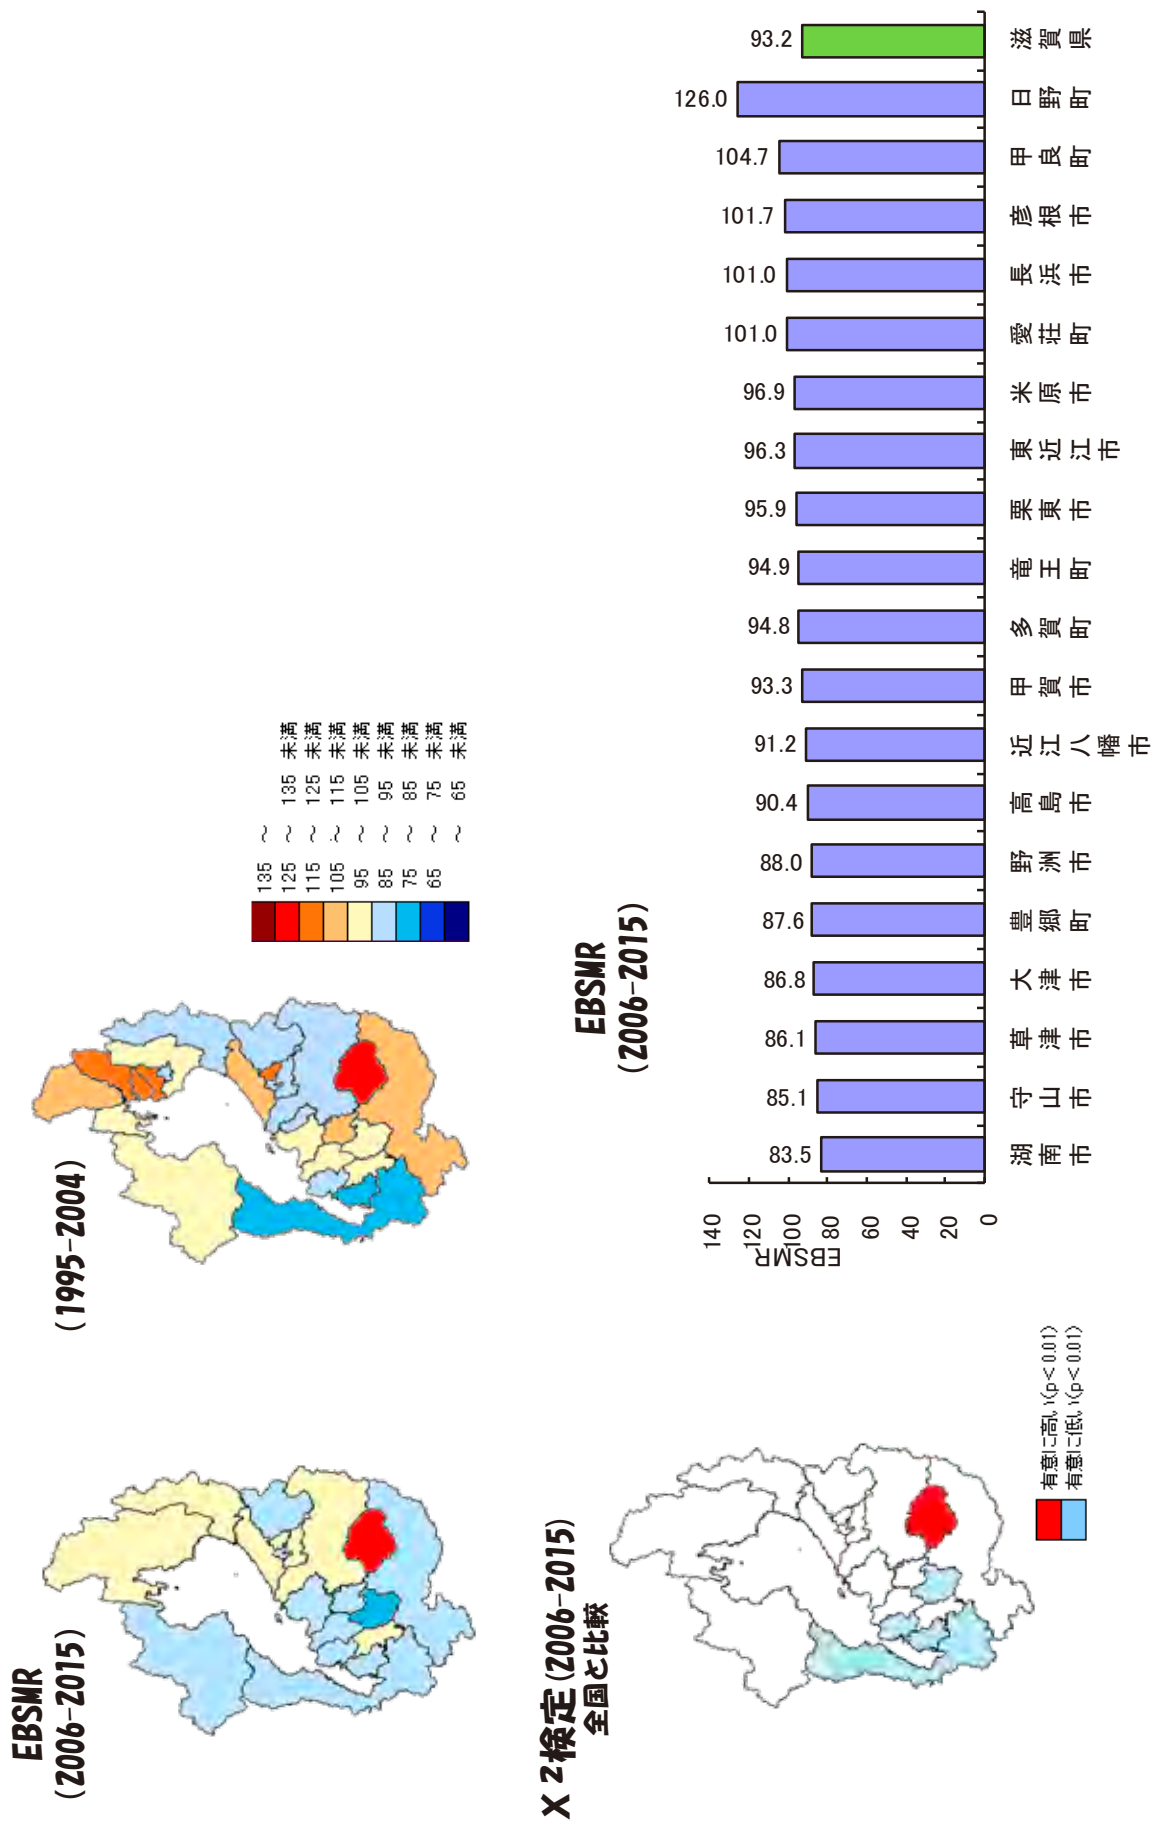 EBSMR
(2006-2015)
(1995-2004)
135 ～
125 ～ 135 未満
115 ～ 125 未満
105 ～ 115 未満
95 ～ 105 未満
85 ～ 95 未満
75 ～ 85 未満
65 ～ 75 未満
～ 65 未満
X2検定(2006-2015)
全国と比較
有意に高い(p<0.01)
有意に低い(p<0.01)
EBSMR
(2006-2015)
EBSMR
140
120
100
80
60
40
20
0
83.5
85.1
86.1
86.8
87.6
88.0
90.4
91.2
93.3
94.8
94.9
95.9
96.3
96.9
101.0
101.0
101.7
104.7
126.0
93.2
湖南市
守山市
草津市
大津市
豊郷町
野洲市
高島市
近江八幡市
甲賀市
多賀町
竜王町
栗東市
東近江市
米原市
愛荘町
長浜市
彦根市
甲良町
日野町
滋賀県